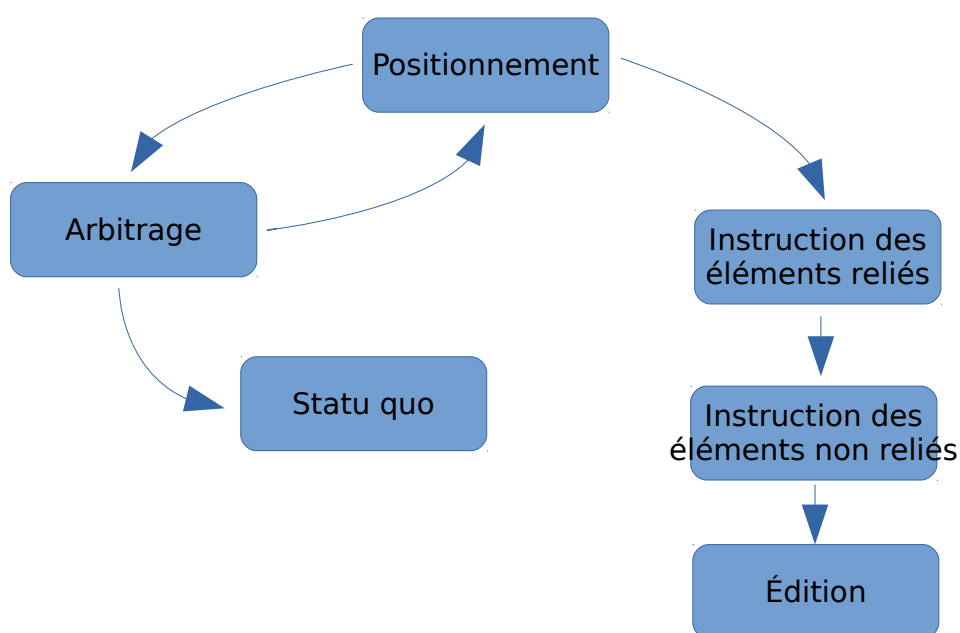 Positionnement
Arbitrage
Instruction des
éléments reliés
Statu quo
Instruction des
éléments non reliés
Édition